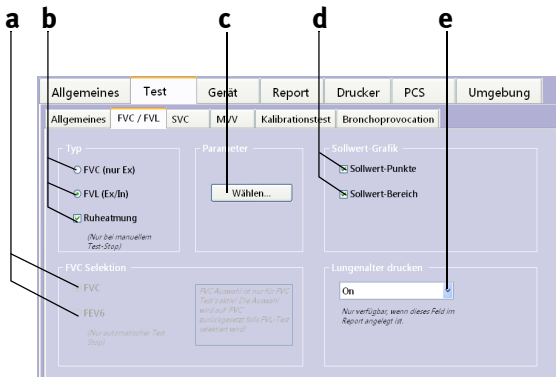 a b c d e
Allgemeines Test Gerät Report Drucker PCS Umgebung
Allgemeines FVC / FVL SVC MVV Kalibrationstest Bronchoprovocation
Typ
FVC (nur Ex)
FVL (Ex/In)
Ruheatmung
(Nur bei manuellem
Test-Stop)
Parameter
Wählen...
Sollwert-Grafik
Sollwert-Punkte
Sollwert-Bereich
FVC Selektion
FVC
FEV6
(Nur automatischer Test
Stop)
FVC Auswahl ist nur für FVC
Test's aktiv! Die Auswahl
wird auf 'FVC'
zurückgesetzt falls FVL-Test
selektiert wird!
Lungenalter drucken
On
Nur verfügbar, wenn dieses Feld im
Report angelegt ist.